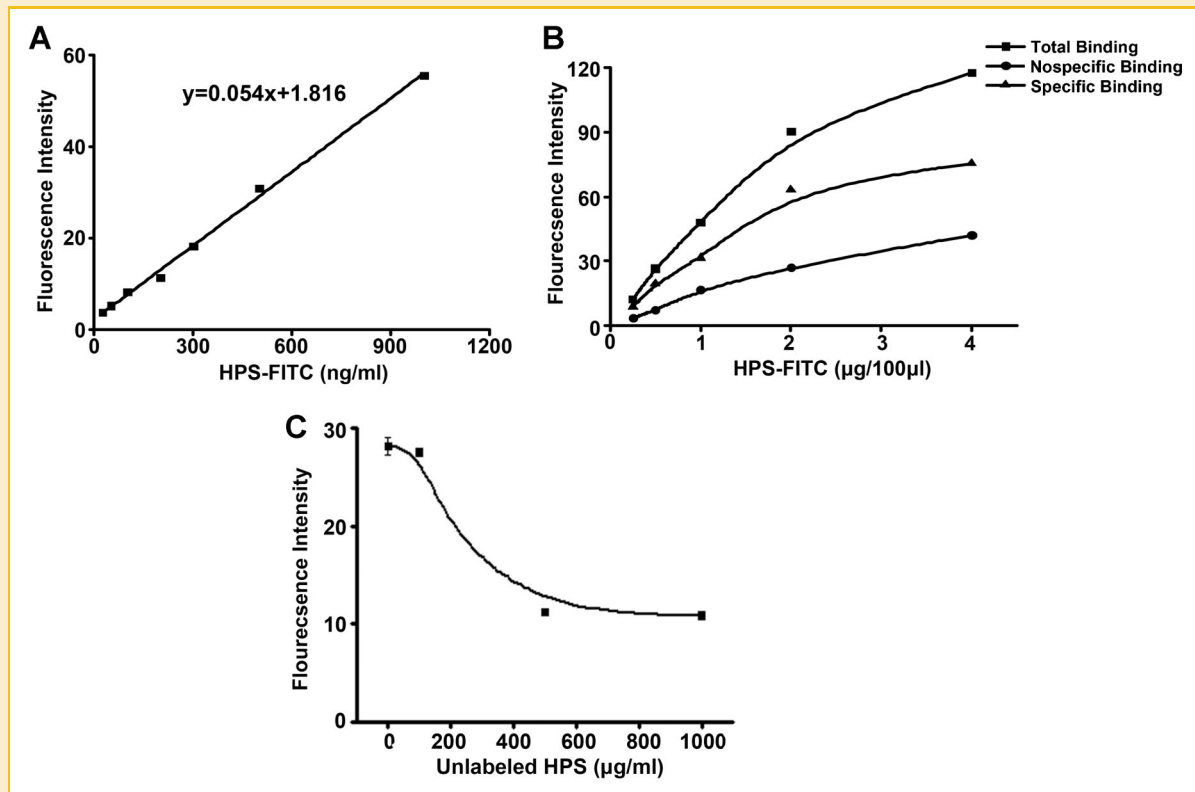 A
60
40
20
0
Fluorescence Intensity
y=0.054x+1.816
0 300 600 900 1200
HPS-FITC (ng/ml)
B
120
90
60
30
0
Flourecsence Intensity
Total Binding
Nospecific Binding
Specific Binding
0 1 2 3 4
HPS-FITC (µg/100µl)
C
30
20
10
0
Flourecsence Intensity
0 200 400 600 800 1000
Unlabeled HPS (µg/ml)